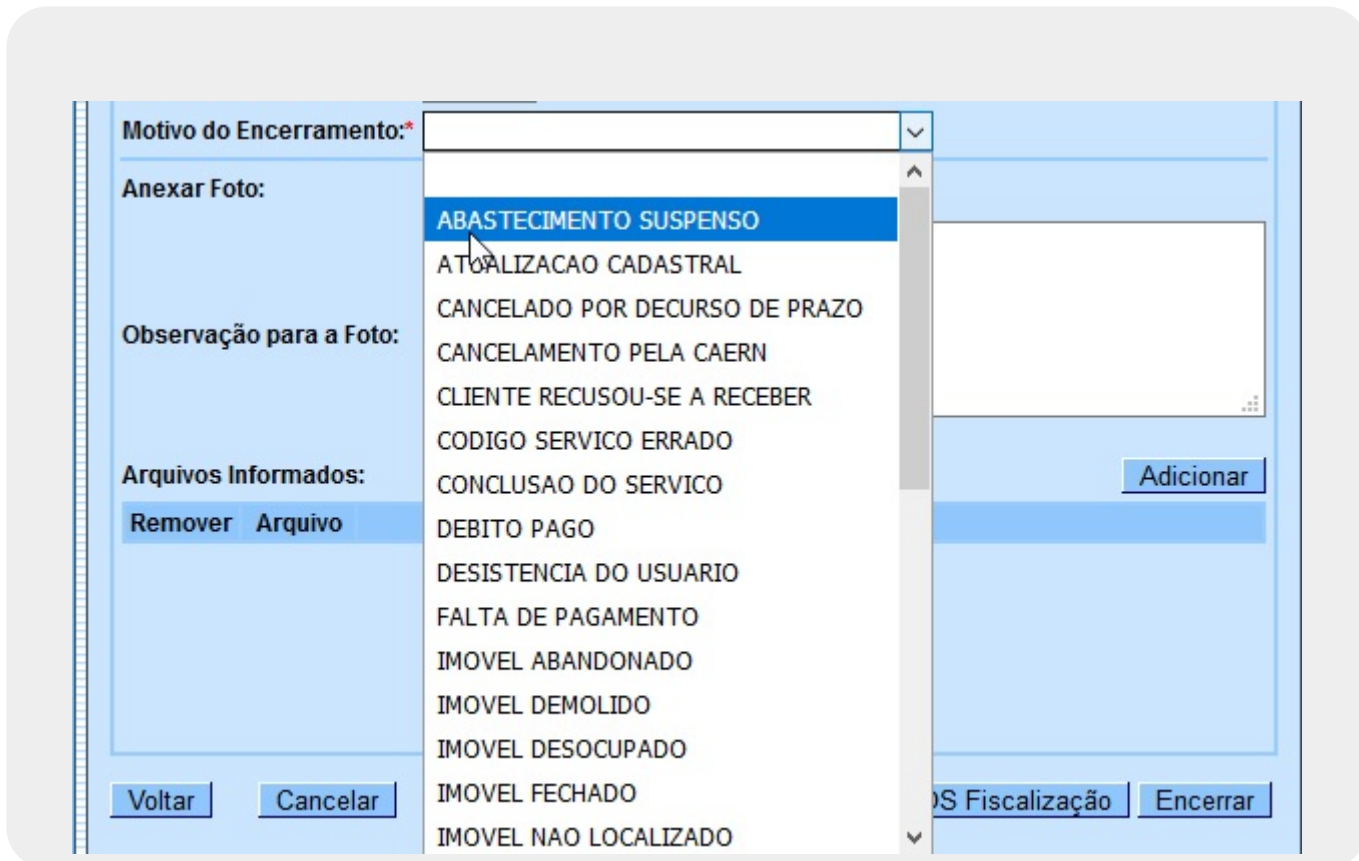 Motivo do Encerramento:*
Anexar Foto:
ABASTECIMENTO SUSPENSO
ATUALIZACAO CADASTRAL
CANCELADO POR DECURSO DE PRAZO
Observação para a Foto:
CANCELAMENTO PELA CAERN
CLIENTE RECUSOU-SE A RECEBER
CODIGO SERVICO ERRADO
Arquivos Informados:
Adicionar
CONCLUSAO DO SERVICO
Remover Arquivo
DEBITO PAGO
DESISTENCIA DO USUARIO
FALTA DE PAGAMENTO
IMOVEL ABANDONADO
IMOVEL DEMOLIDO
IMOVEL DESOCUPADO
IMOVEL FECHADO
Voltar Cancelar OS Fiscalização Encerrar
IMOVEL NAO LOCALIZADO